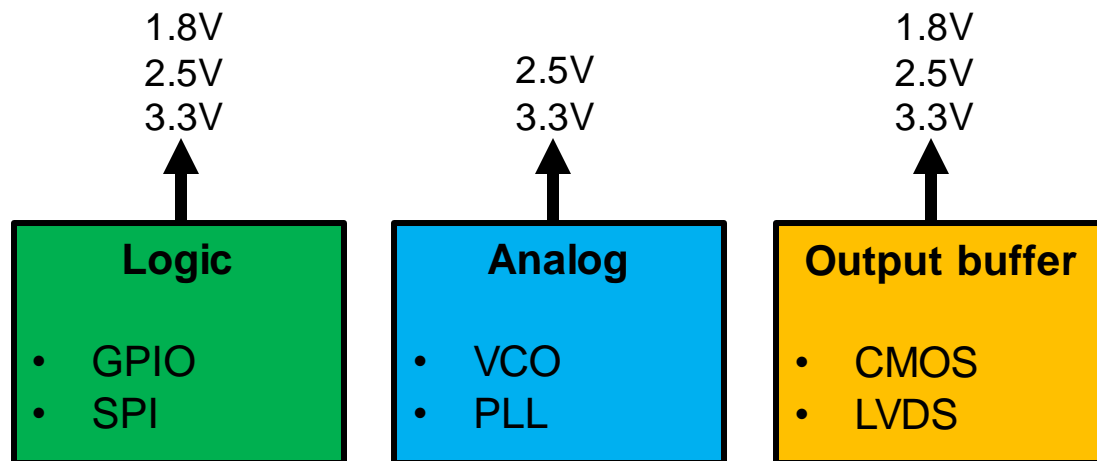 1.8V
2.5V
3.3V
2.5V
3.3V
1.8V
2.5V
3.3V
Logic
• GPIO
• SPI
Analog
• VCO
• PLL
Output buffer
• CMOS
• LVDS